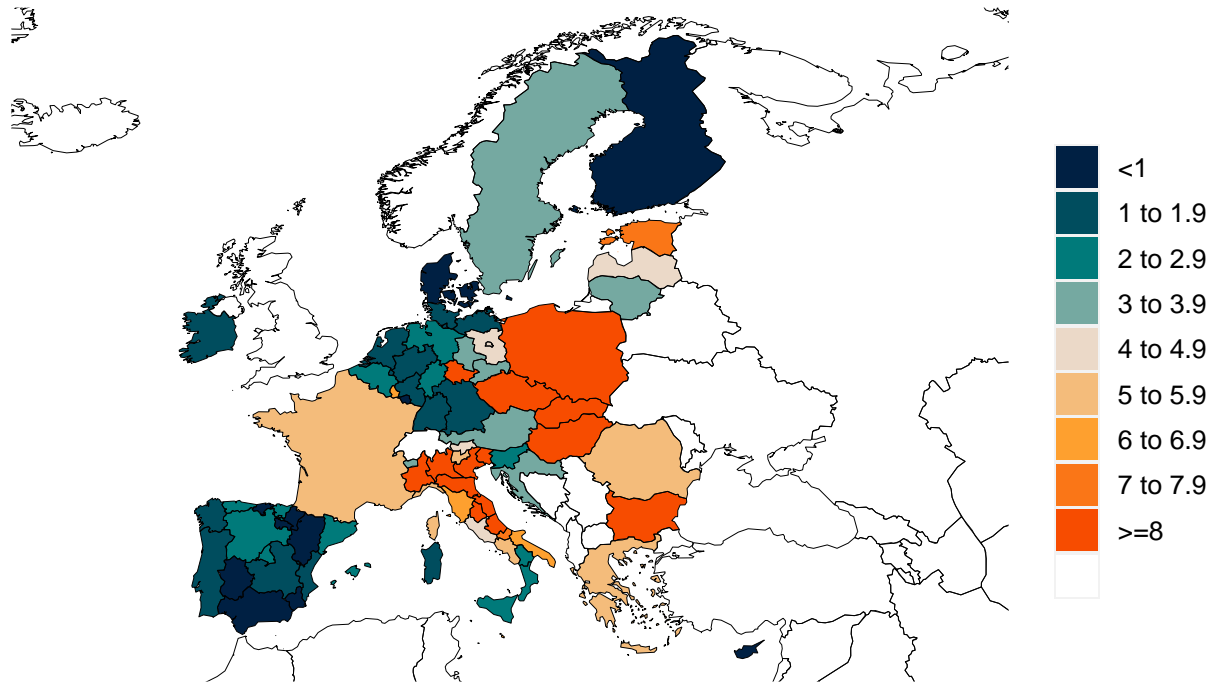 <1
1 to 1.9
2 to 2.9
3 to 3.9
4 to 4.9
5 to 5.9
6 to 6.9
7 to 7.9
>=8